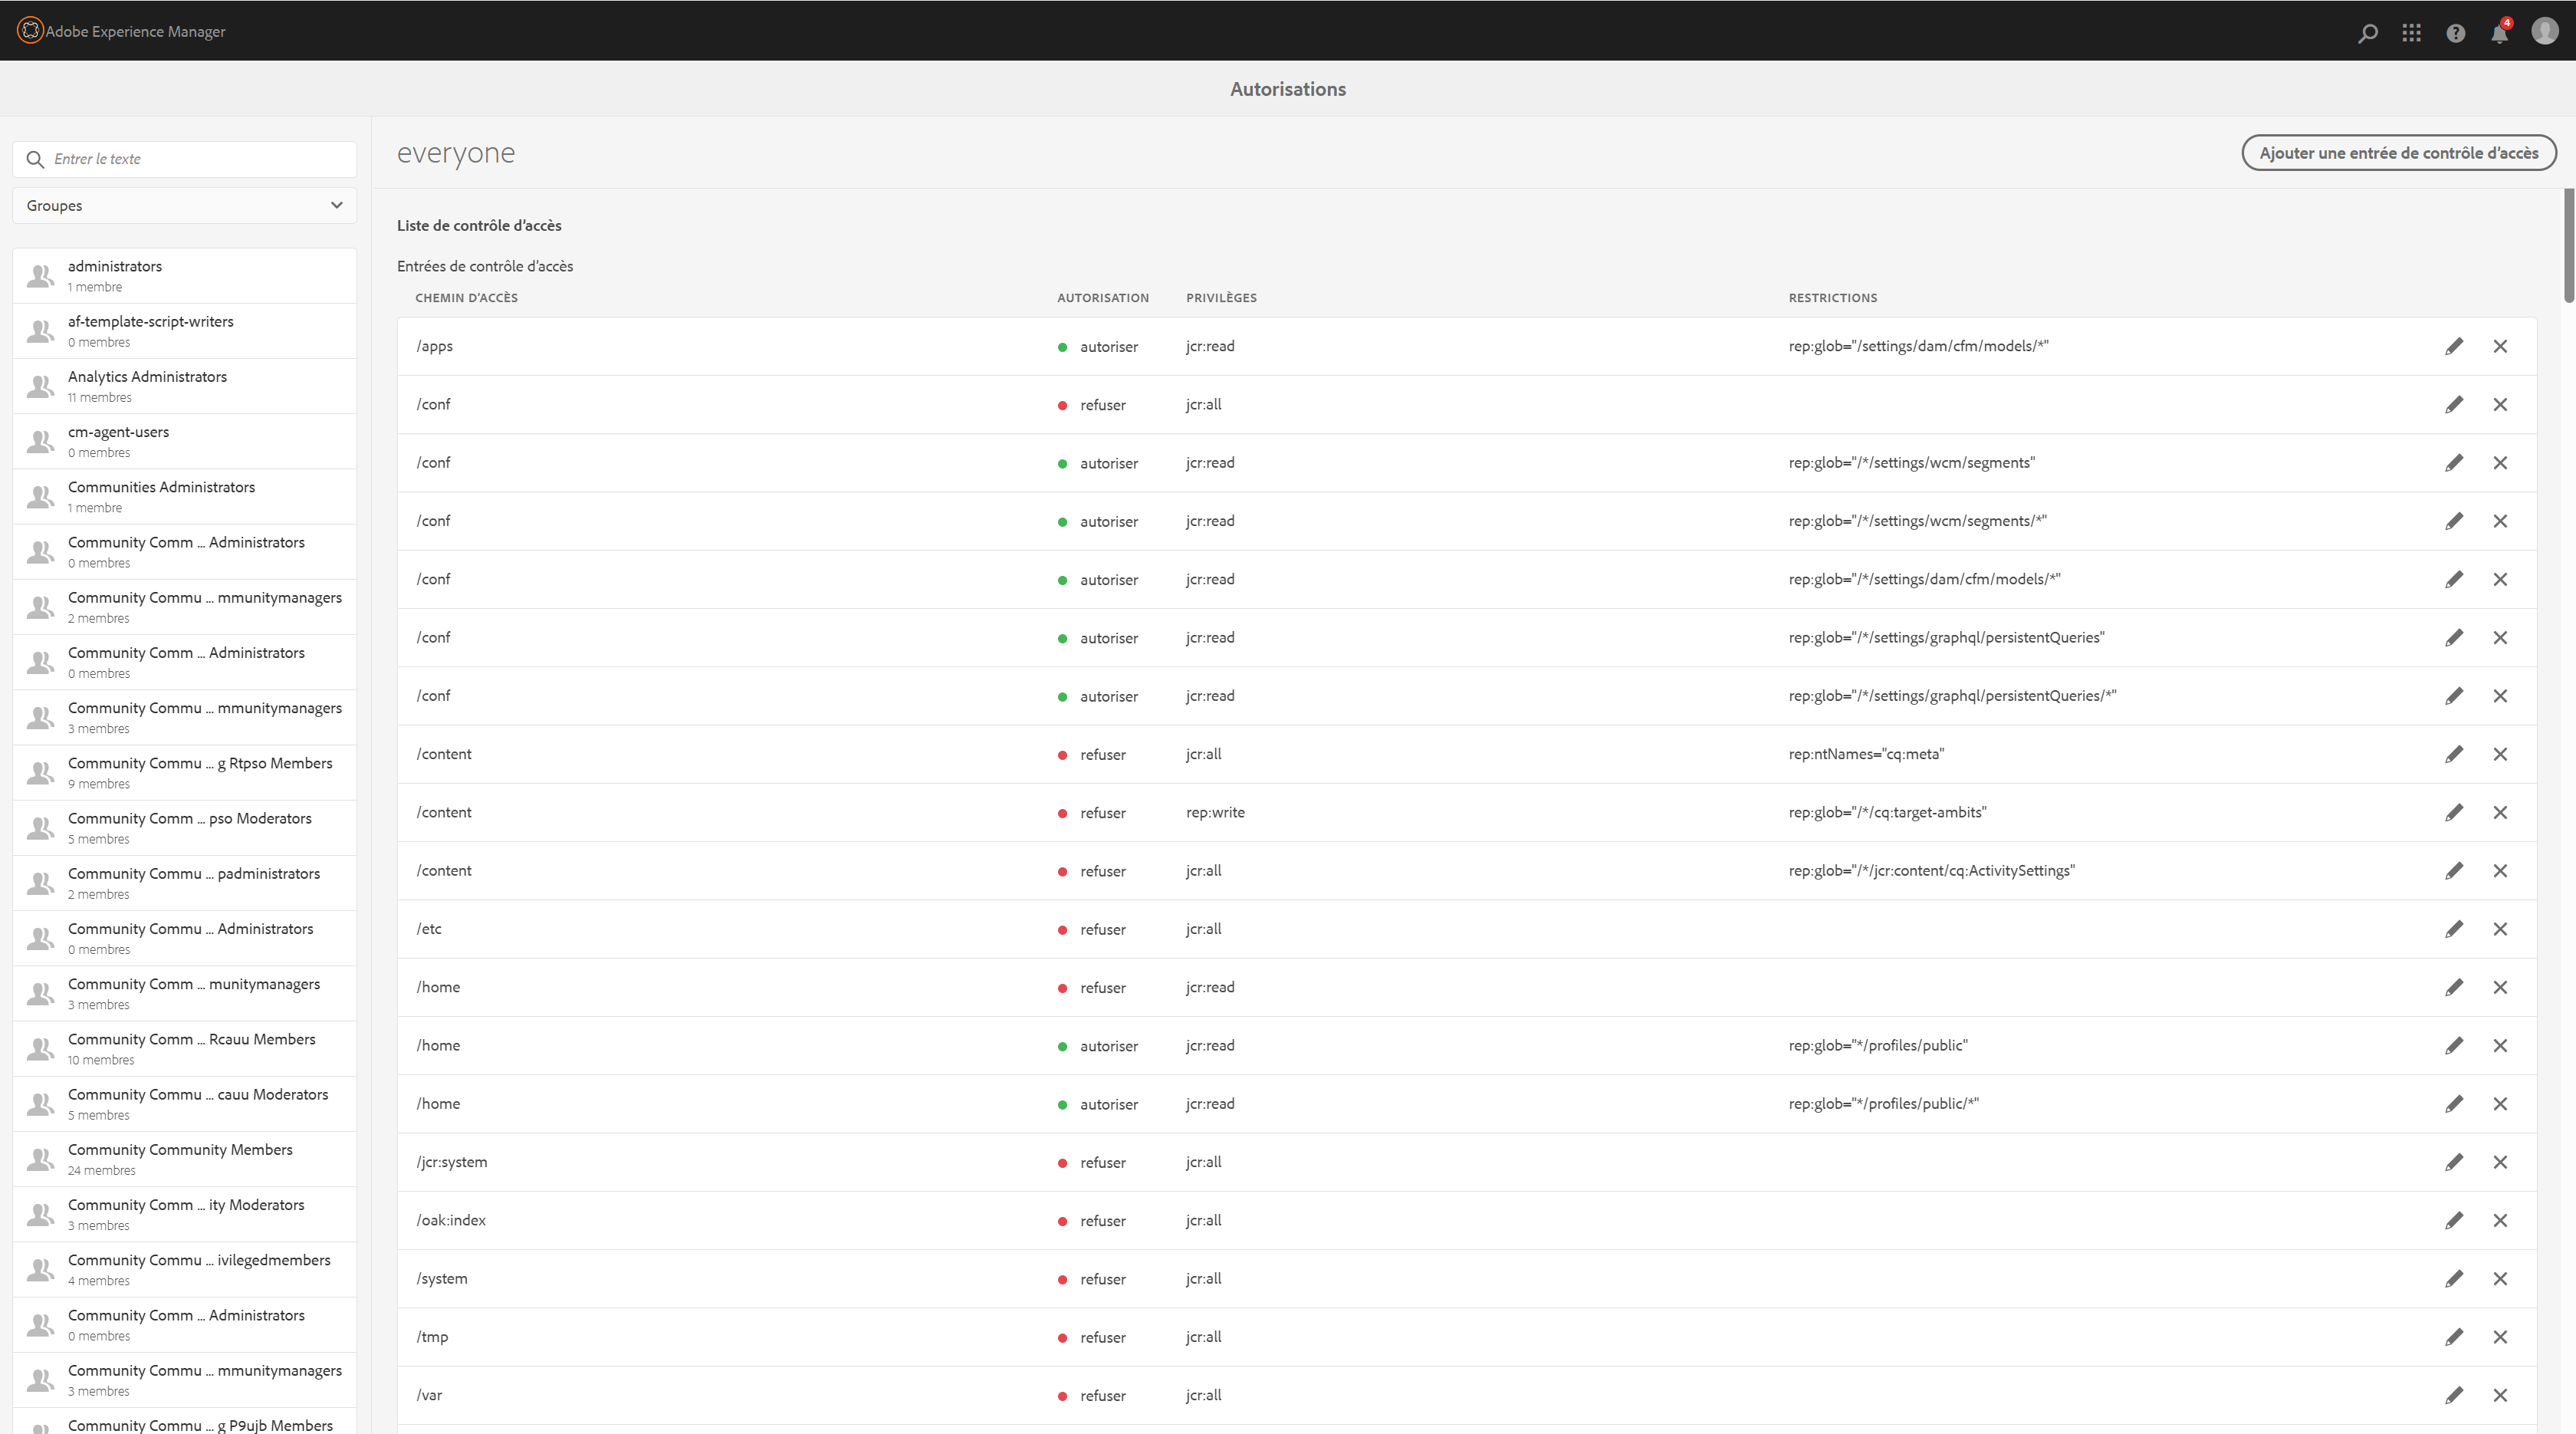 Adobe Experience Manager
4
Autorisations
Entrer le texte
Groupes
administrators
1 membre
af-template-script-writers
0 membres
Analytics Administrators
11 membres
cm-agent-users
0 membres
Communities Administrators
1 membre
Community Comm ... Administrators
0 membres
Community Commu ... mmunitymanagers
2 membres
Community Comm ... Administrators
0 membres
Community Commu ... mmunitymanagers
3 membres
Community Commu ... g Rtpso Members
9 membres
Community Comm ... pso Moderators
5 membres
Community Commu ... padministrators
2 membres
Community Commu ... Administrators
0 membres
Community Comm ... munitymanagers
3 membres
Community Comm ... Rcauu Members
10 membres
Community Commu ... cauu Moderators
5 membres
Community Community Members
24 membres
Community Comm ... ity Moderators
3 membres
Community Commu ... ivilegedmembers
4 membres
Community Comm ... Administrators
0 membres
Community Commu ... mmunitymanagers
3 membres
Community Commu ... g P9ujb Members
everyone
Ajouter une entrée de contrôle d'accès
Liste de contrôle d'accès
Entrées de contrôle d'accès
CHEMIN D'ACCÈS AUTORISATION PRIVILÈGES RESTRICTIONS
/apps autoriser jcr:read rep:glob="/settings/dam/cfm/models/*"
/conf refuser jcr:all
/conf autoriser jcr:read rep:glob="/*/settings/wcm/segments"
/conf autoriser jcr:read rep:glob="/*/settings/wcm/segments/*"
/conf autoriser jcr:read rep:glob="/*/settings/dam/cfm/models/*"
/conf autoriser jcr:read rep:glob="/*/settings/graphql/persistentQueries"
/conf autoriser jcr:read rep:glob="/*/settings/graphql/persistentQueries/*"
/content refuser jcr:all rep:ntNames="cq:meta"
/content refuser rep:write rep:glob="/*/cq:target-ambits"
/content refuser jcr:all rep:glob="/*/jcr:content/cq:ActivitySettings"
/etc refuser jcr:all
/home refuser jcr:read
/home autoriser jcr:read rep:glob="*/profiles/public"
/home autoriser jcr:read rep:glob="*/profiles/public/*"
/jcr:system refuser jcr:all
/oak:index refuser jcr:all
/system refuser jcr:all
/tmp refuser jcr:all
/var refuser jcr:all